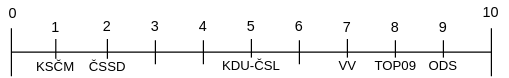 0 1 2 3 4 5 6 7 8 9 10
KSČM ČSSD KDU-ČSL VV TOP09 ODS